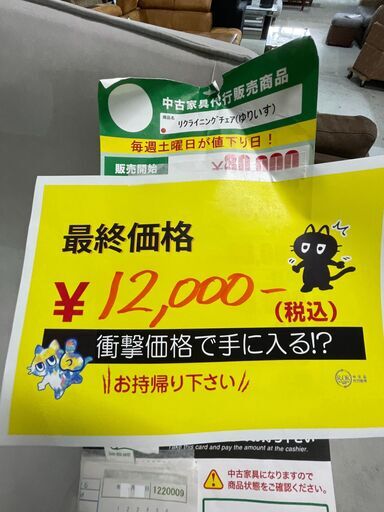 中古家具代行販売商品
商品名
リクライニングチェア(ゆりいす)
毎週土曜日が値下り日!
販売開始
最終価格
¥12,000-
(税込)
衝撃価格で手に入る!?
\\お持帰り下さい//
Take this card and pay the amount at the cashier.
1220009
中古家具になりますので
商品状態をご確認ください。